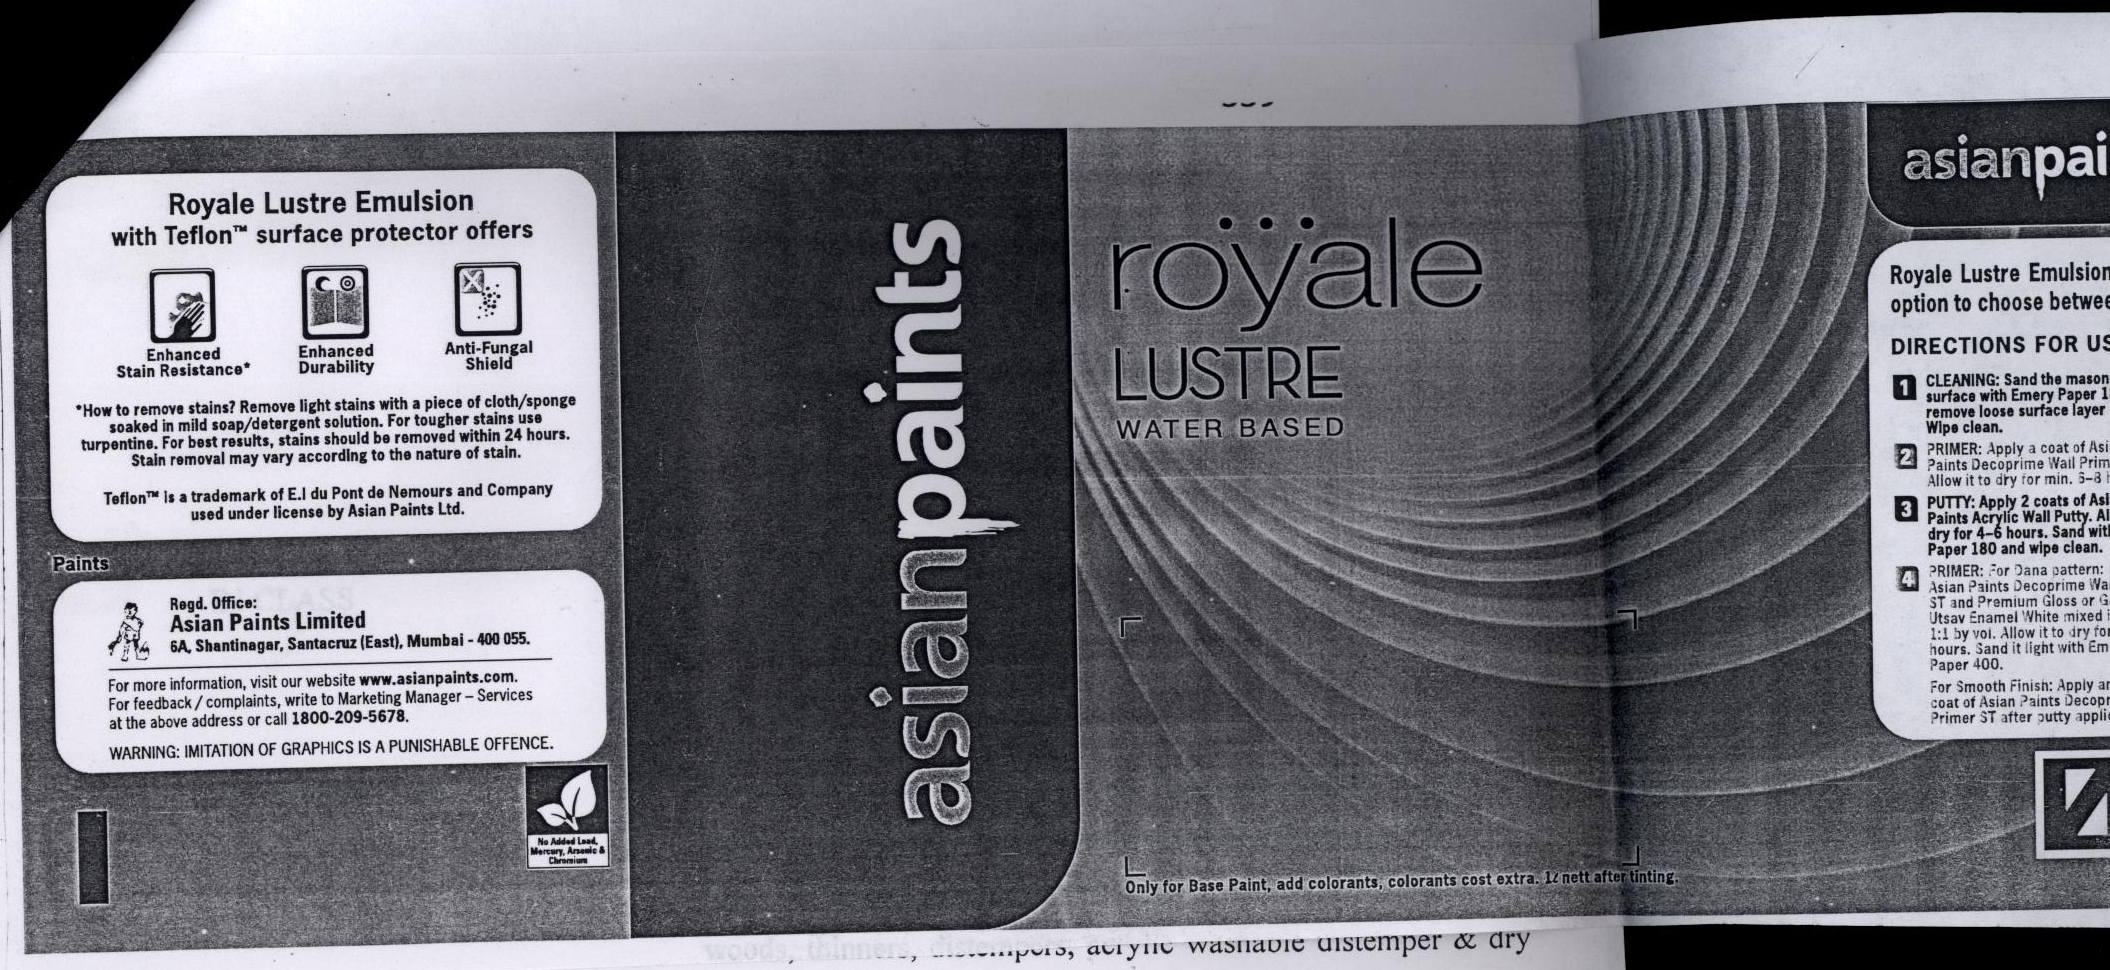 Royale Lustre Emulsion
with Teflon™ surface protector offers
Enhanced
Stain Resistance*
Enhanced
Durability
Anti-Fungal
Shield
*How to remove stains? Remove light stains with a piece of cloth/sponge
soaked in mild soap/detergent solution. For tougher stains use
turpentine. For best results, stains should be removed within 24 hours.
Stain removal may vary according to the nature of stain.
Teflon™ is a trademark of E.I du Pont de Nemours and Company
used under license by Asian Paints Ltd.
Paints
Regd. Office:
Asian Paints Limited
6A, Shantinagar, Santacruz (East), Mumbai - 400 055.
For more information, visit our website www.asianpaints.com.
For feedback / complaints, write to Marketing Manager – Services
at the above address or call 1800-209-5678.
WARNING: IMITATION OF GRAPHICS IS A PUNISHABLE OFFENCE.
No Added Lead,
Mercury, Arsenic &
Chromium
asianpaints
röÿale
LUSTRE
WATER BASED
Only for Base Paint, add colorants, colorants cost extra. 1ℓ nett after tinting.
asianpai
Royale Lustre Emulsion
option to choose betwee
DIRECTIONS FOR US
1 CLEANING: Sand the mason
surface with Emery Paper 1
remove loose surface layer
Wipe clean.
2 PRIMER: Apply a coat of Asi
Paints Decoprime Wall Prim
Allow it to dry for min. 6–8
3 PUTTY: Apply 2 coats of Asi
Paints Acrylic Wall Putty. Al
dry for 4–6 hours. Sand wit
Paper 180 and wipe clean.
4 PRIMER: For Dana pattern:
Asian Paints Decoprime Wa
ST and Premium Gloss or G
Utsav Enamel White mixed i
1:1 by vol. Allow it to dry for
hours. Sand it light with Em
Paper 400.
For Smooth Finish: Apply an
coat of Asian Paints Decopr
Primer ST after putty applic
woods, thinners, distempers, acrylic washable distemper & dry